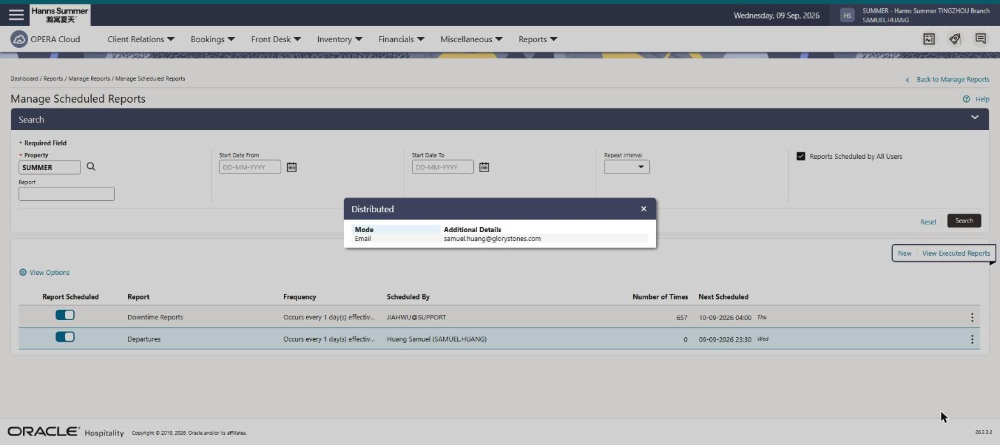 Hanns Summer
瀚寓夏天
Wednesday, 09 Sep, 2026
HS
SUMMER - Hanns Summer TINGZHOU Branch
SAMUEL.HUANG
OPERA Cloud
Client Relations
Bookings
Front Desk
Inventory
Financials
Miscellaneous
Reports
Dashboard / Reports / Manage Reports / Manage Scheduled Reports
Back to Manage Reports
Manage Scheduled Reports
Help
Search
* Required Field
* Property
SUMMER
Report
Start Date From
DD-MM-YYYY
Start Date To
DD-MM-YYYY
Repeat Interval
Reports Scheduled by All Users
Reset
Search
Distributed
Mode Additional Details
Email samuel.huang@glorystones.com
New
View Executed Reports
View Options
Report Scheduled Report Frequency Scheduled By Number of Times Next Scheduled
Downtime Reports Occurs every 1 day(s) effectiv... JIAHWU@SUPPORT 657 10-09-2026 04:00 Thu
Departures Occurs every 1 day(s) effectiv... Huang Samuel (SAMUEL.HUANG) 0 09-09-2026 23:30 Wed
ORACLE Hospitality Copyright © 2016, 2026, Oracle and/or its affiliates.
26.3.3.2